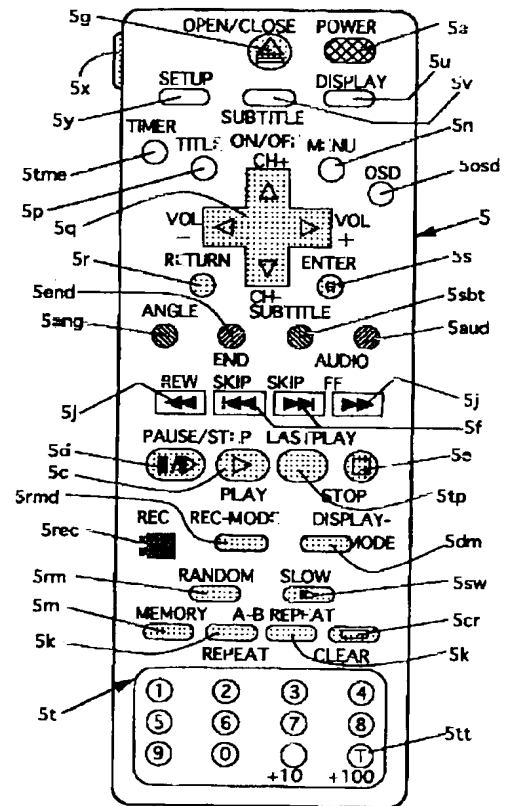 5g OPEN/CLOSE POWER 5a
5x SETUP DISPLAY 5u
5y SUBTITLE 5v
TIMER TITLE ON/OFF MENU 5n
5tme CH+ OSD 5osd
5p
5q VOL VOL 5
− +
5r RETURN ENTER 5s
5end CH− SUBTITLE 5sbt
5ang ANGLE 5aud
END AUDIO
REW SKIP SKIP FF
5j 5f 5j
PAUSE/STEP LASTPLAY
5d 5e
5c PLAY STOP 5tp
5rmd REC REC-MODE DISPLAY-
5rec MODE 5dm
5rm RANDOM SLOW 5sw
5m MEMORY A-B REPEAT 5cr
5k REPEAT CLEAR 5k
5t 1 2 3 4
5 6 7 8 5tt
9 0 T
+10 +100